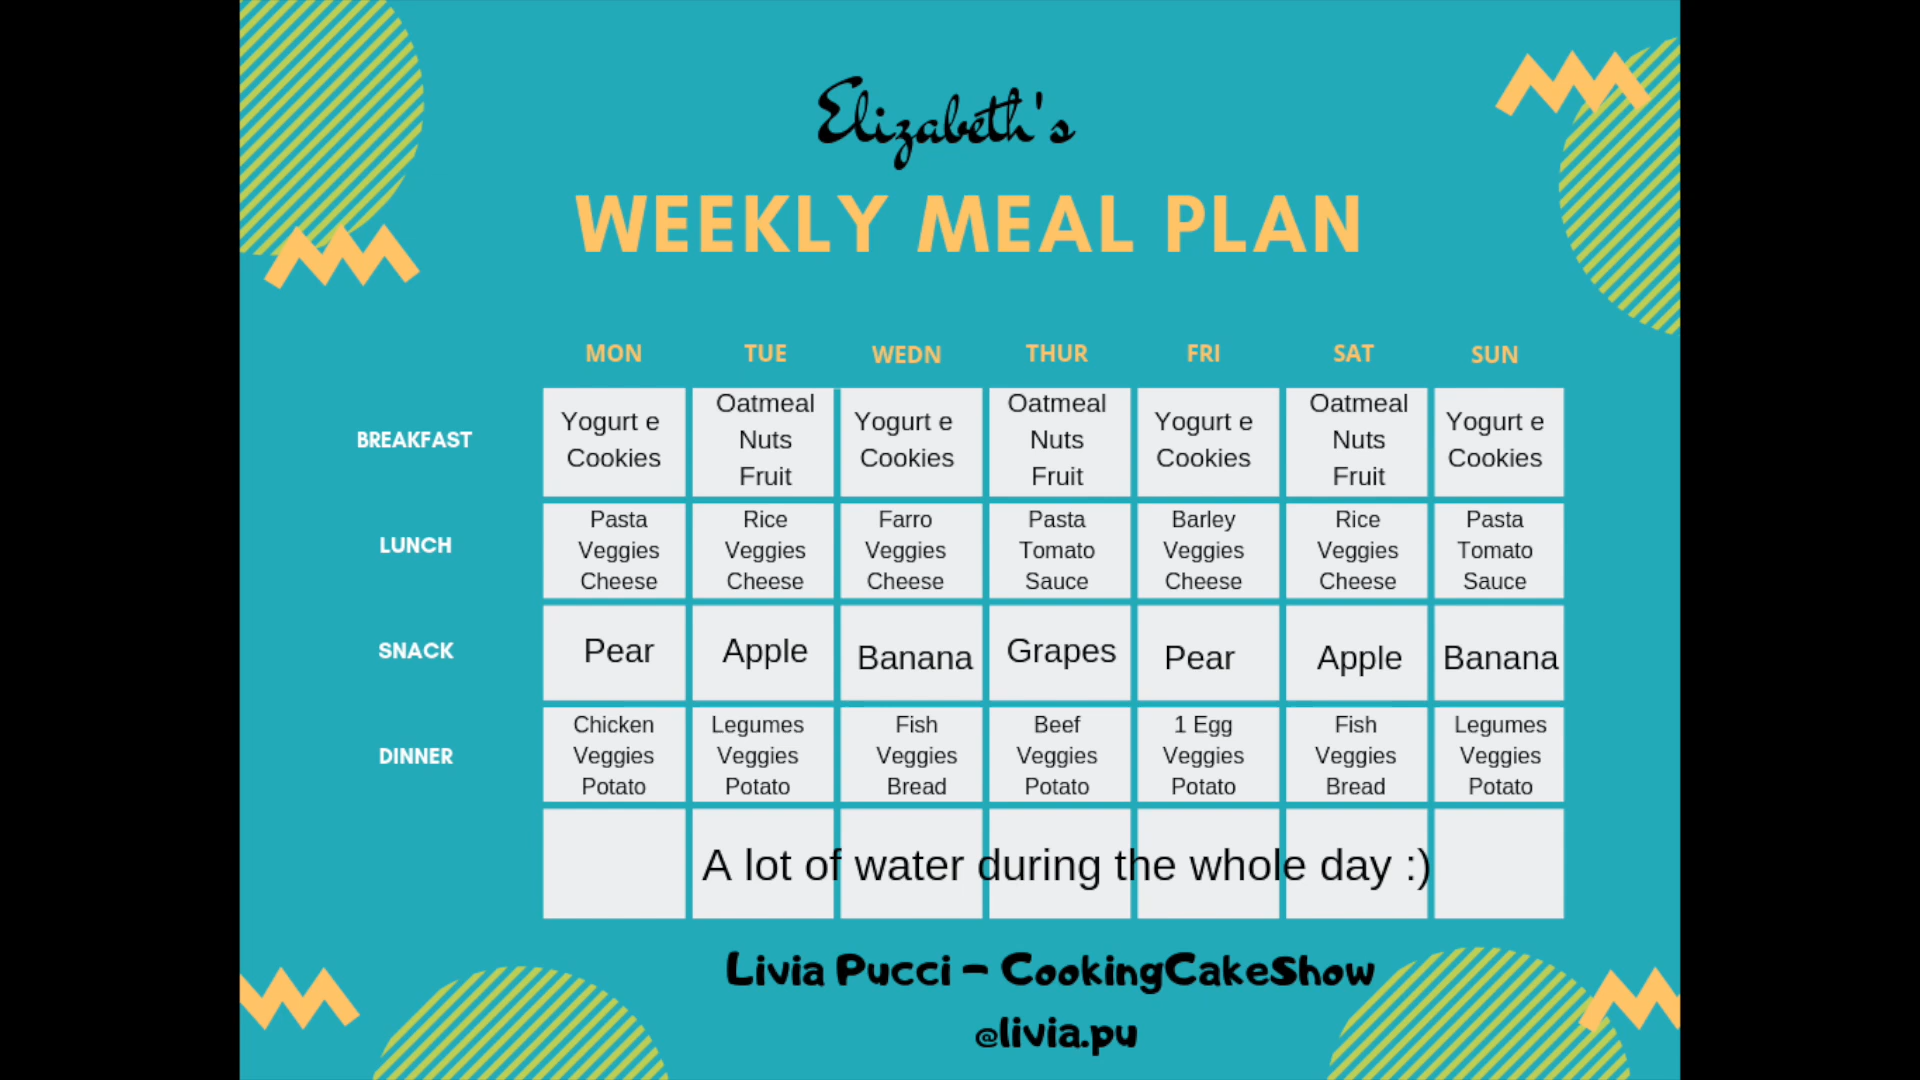 Elizabeth's
WEEKLY MEAL PLAN
MON TUE WEDN THUR FRI SAT SUN
BREAKFAST
Yogurt e
Cookies
Oatmeal
Nuts
Fruit
Yogurt e
Cookies
Oatmeal
Nuts
Fruit
Yogurt e
Cookies
Oatmeal
Nuts
Fruit
Yogurt e
Cookies
LUNCH
Pasta
Veggies
Cheese
Rice
Veggies
Cheese
Farro
Veggies
Cheese
Pasta
Tomato
Sauce
Barley
Veggies
Cheese
Rice
Veggies
Cheese
Pasta
Tomato
Sauce
SNACK
Pear
Apple
Banana
Grapes
Pear
Apple
Banana
DINNER
Chicken
Veggies
Potato
Legumes
Veggies
Potato
Fish
Veggies
Bread
Beef
Veggies
Potato
1 Egg
Veggies
Potato
Fish
Veggies
Bread
Legumes
Veggies
Potato
A lot of water during the whole day :)
Livia Pucci - CookingCakeShow
@livia.pu